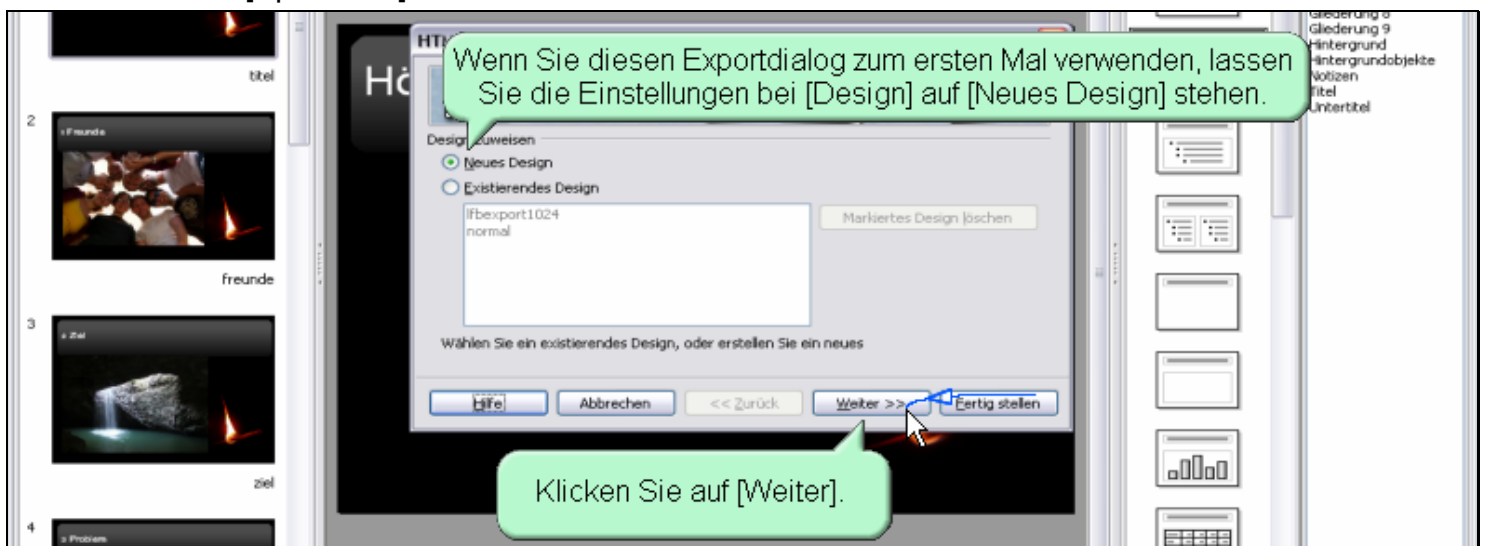 titel
2
Freunde
freunde
3
Ziel
ziel
4
Problem
Hö
HT
Wenn Sie diesen Exportdialog zum ersten Mal verwenden, lassen
Sie die Einstellungen bei [Design] auf [Neues Design] stehen.
Design zuweisen
Neues Design
Existierendes Design
lfbexport1024
normal
Markiertes Design löschen
Wählen Sie ein existierendes Design, oder erstellen Sie ein neues
Hilfe
Abbrechen
<< Zurück
Weiter >>
Fertig stellen
Klicken Sie auf [Weiter].
Gliederung 8
Gliederung 9
Hintergrund
Hintergrundobjekte
Notizen
Titel
Untertitel